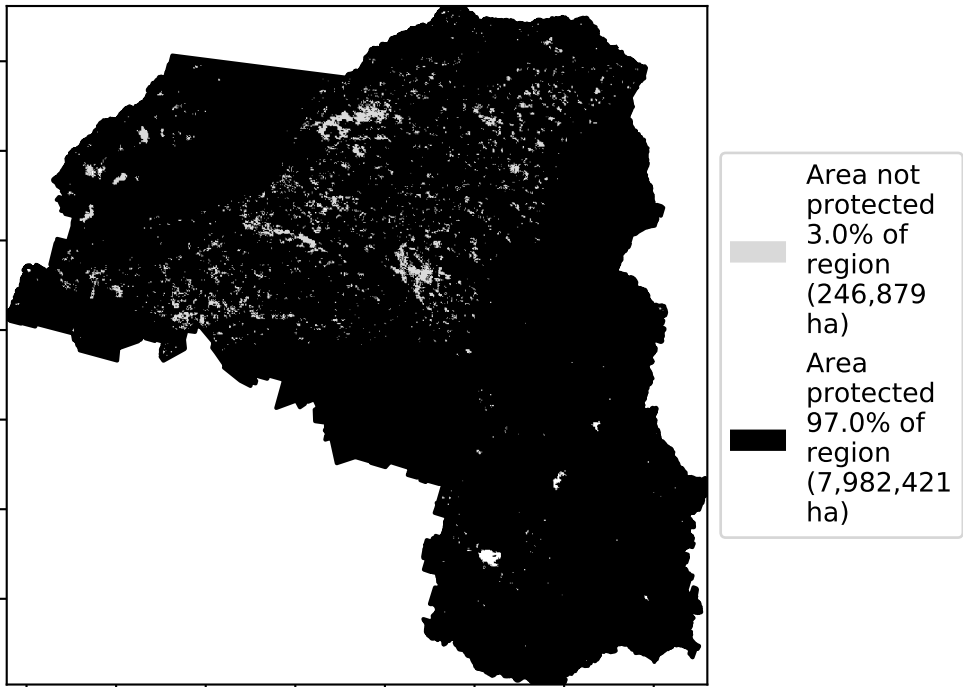 Area not
protected
3.0% of
region
(246,879
ha)
Area
protected
97.0% of
region
(7,982,421
ha)